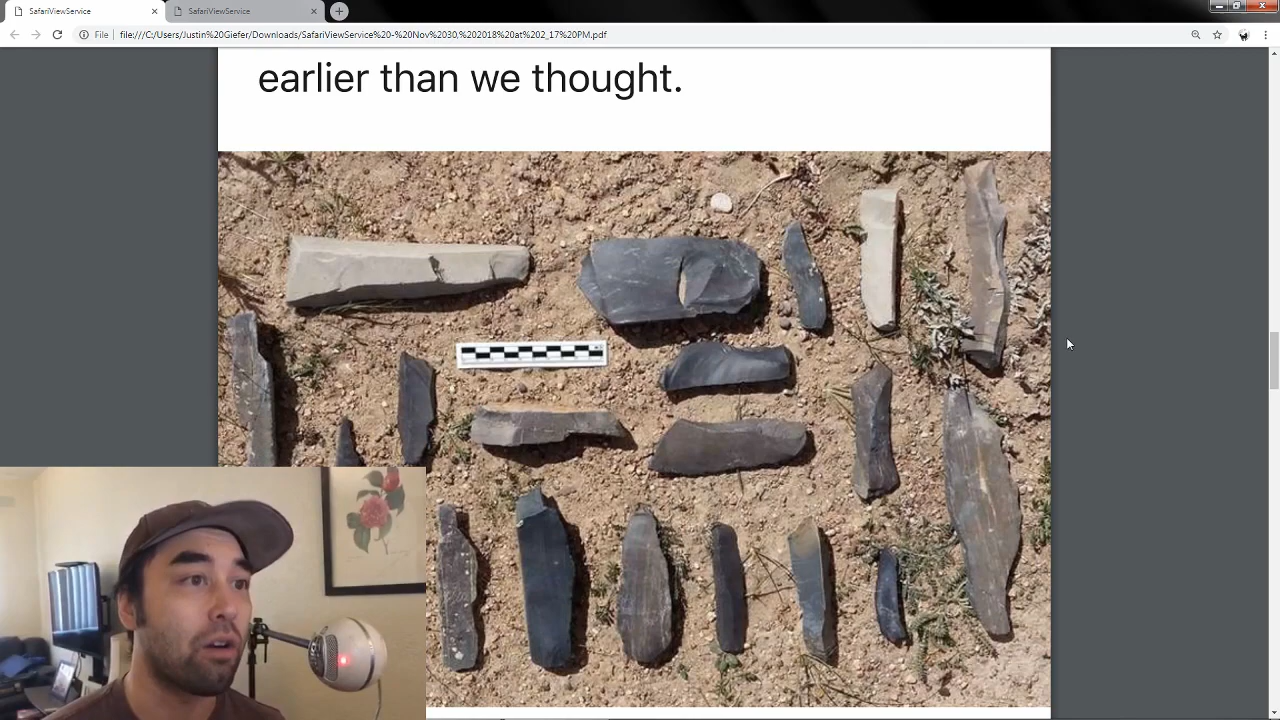 SafariViewService
SafariViewService
File
file:///C:/Users/Justin%20Giefer/Downloads/SafariViewService%20-%20Nov%2030,%202018%20at%202_17%20PM.pdf
earlier than we thought.